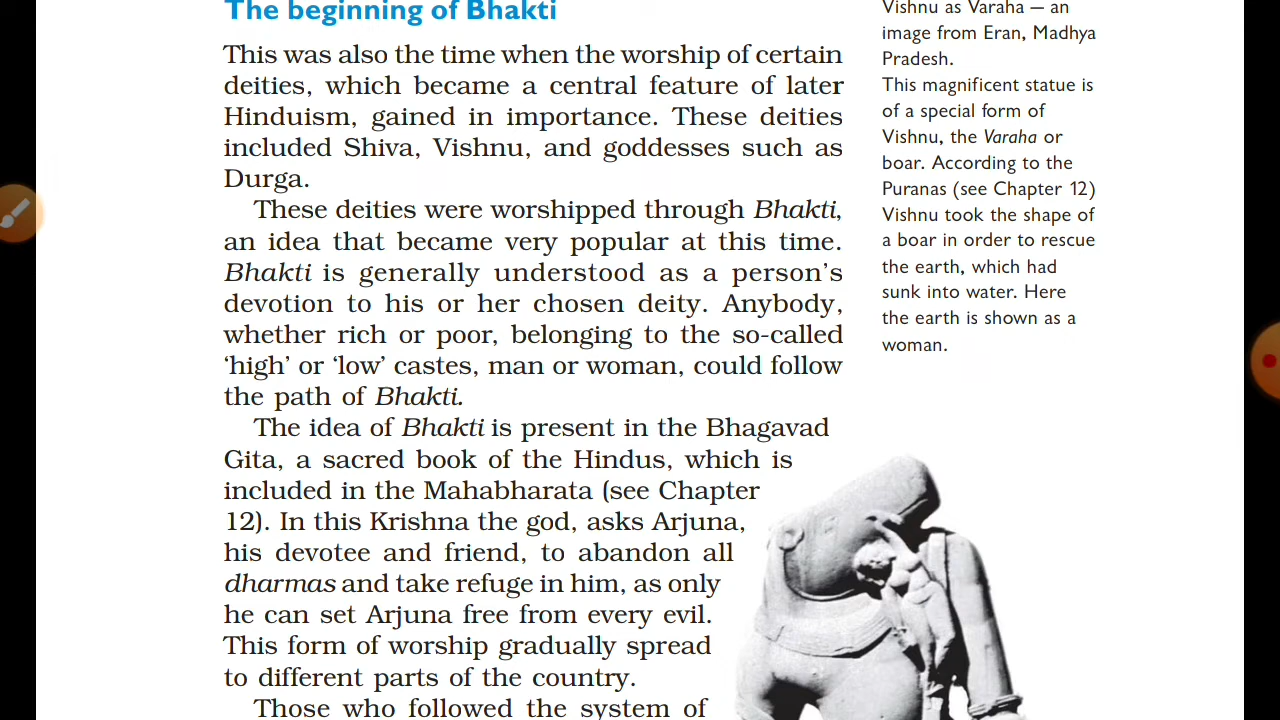 The beginning of Bhakti
This was also the time when the worship of certain
deities, which became a central feature of later
Hinduism, gained in importance. These deities
included Shiva, Vishnu, and goddesses such as
Durga.
These deities were worshipped through Bhakti,
an idea that became very popular at this time.
Bhakti is generally understood as a person’s
devotion to his or her chosen deity. Anybody,
whether rich or poor, belonging to the so-called
‘high’ or ‘low’ castes, man or woman, could follow
the path of Bhakti.
The idea of Bhakti is present in the Bhagavad
Gita, a sacred book of the Hindus, which is
included in the Mahabharata (see Chapter
12). In this Krishna the god, asks Arjuna,
his devotee and friend, to abandon all
dharmas and take refuge in him, as only
he can set Arjuna free from every evil.
This form of worship gradually spread
to different parts of the country.
Those who followed the system of
Vishnu as Varaha — an
image from Eran, Madhya
Pradesh.
This magnificent statue is
of a special form of
Vishnu, the Varaha or
boar. According to the
Puranas (see Chapter 12)
Vishnu took the shape of
a boar in order to rescue
the earth, which had
sunk into water. Here
the earth is shown as a
woman.